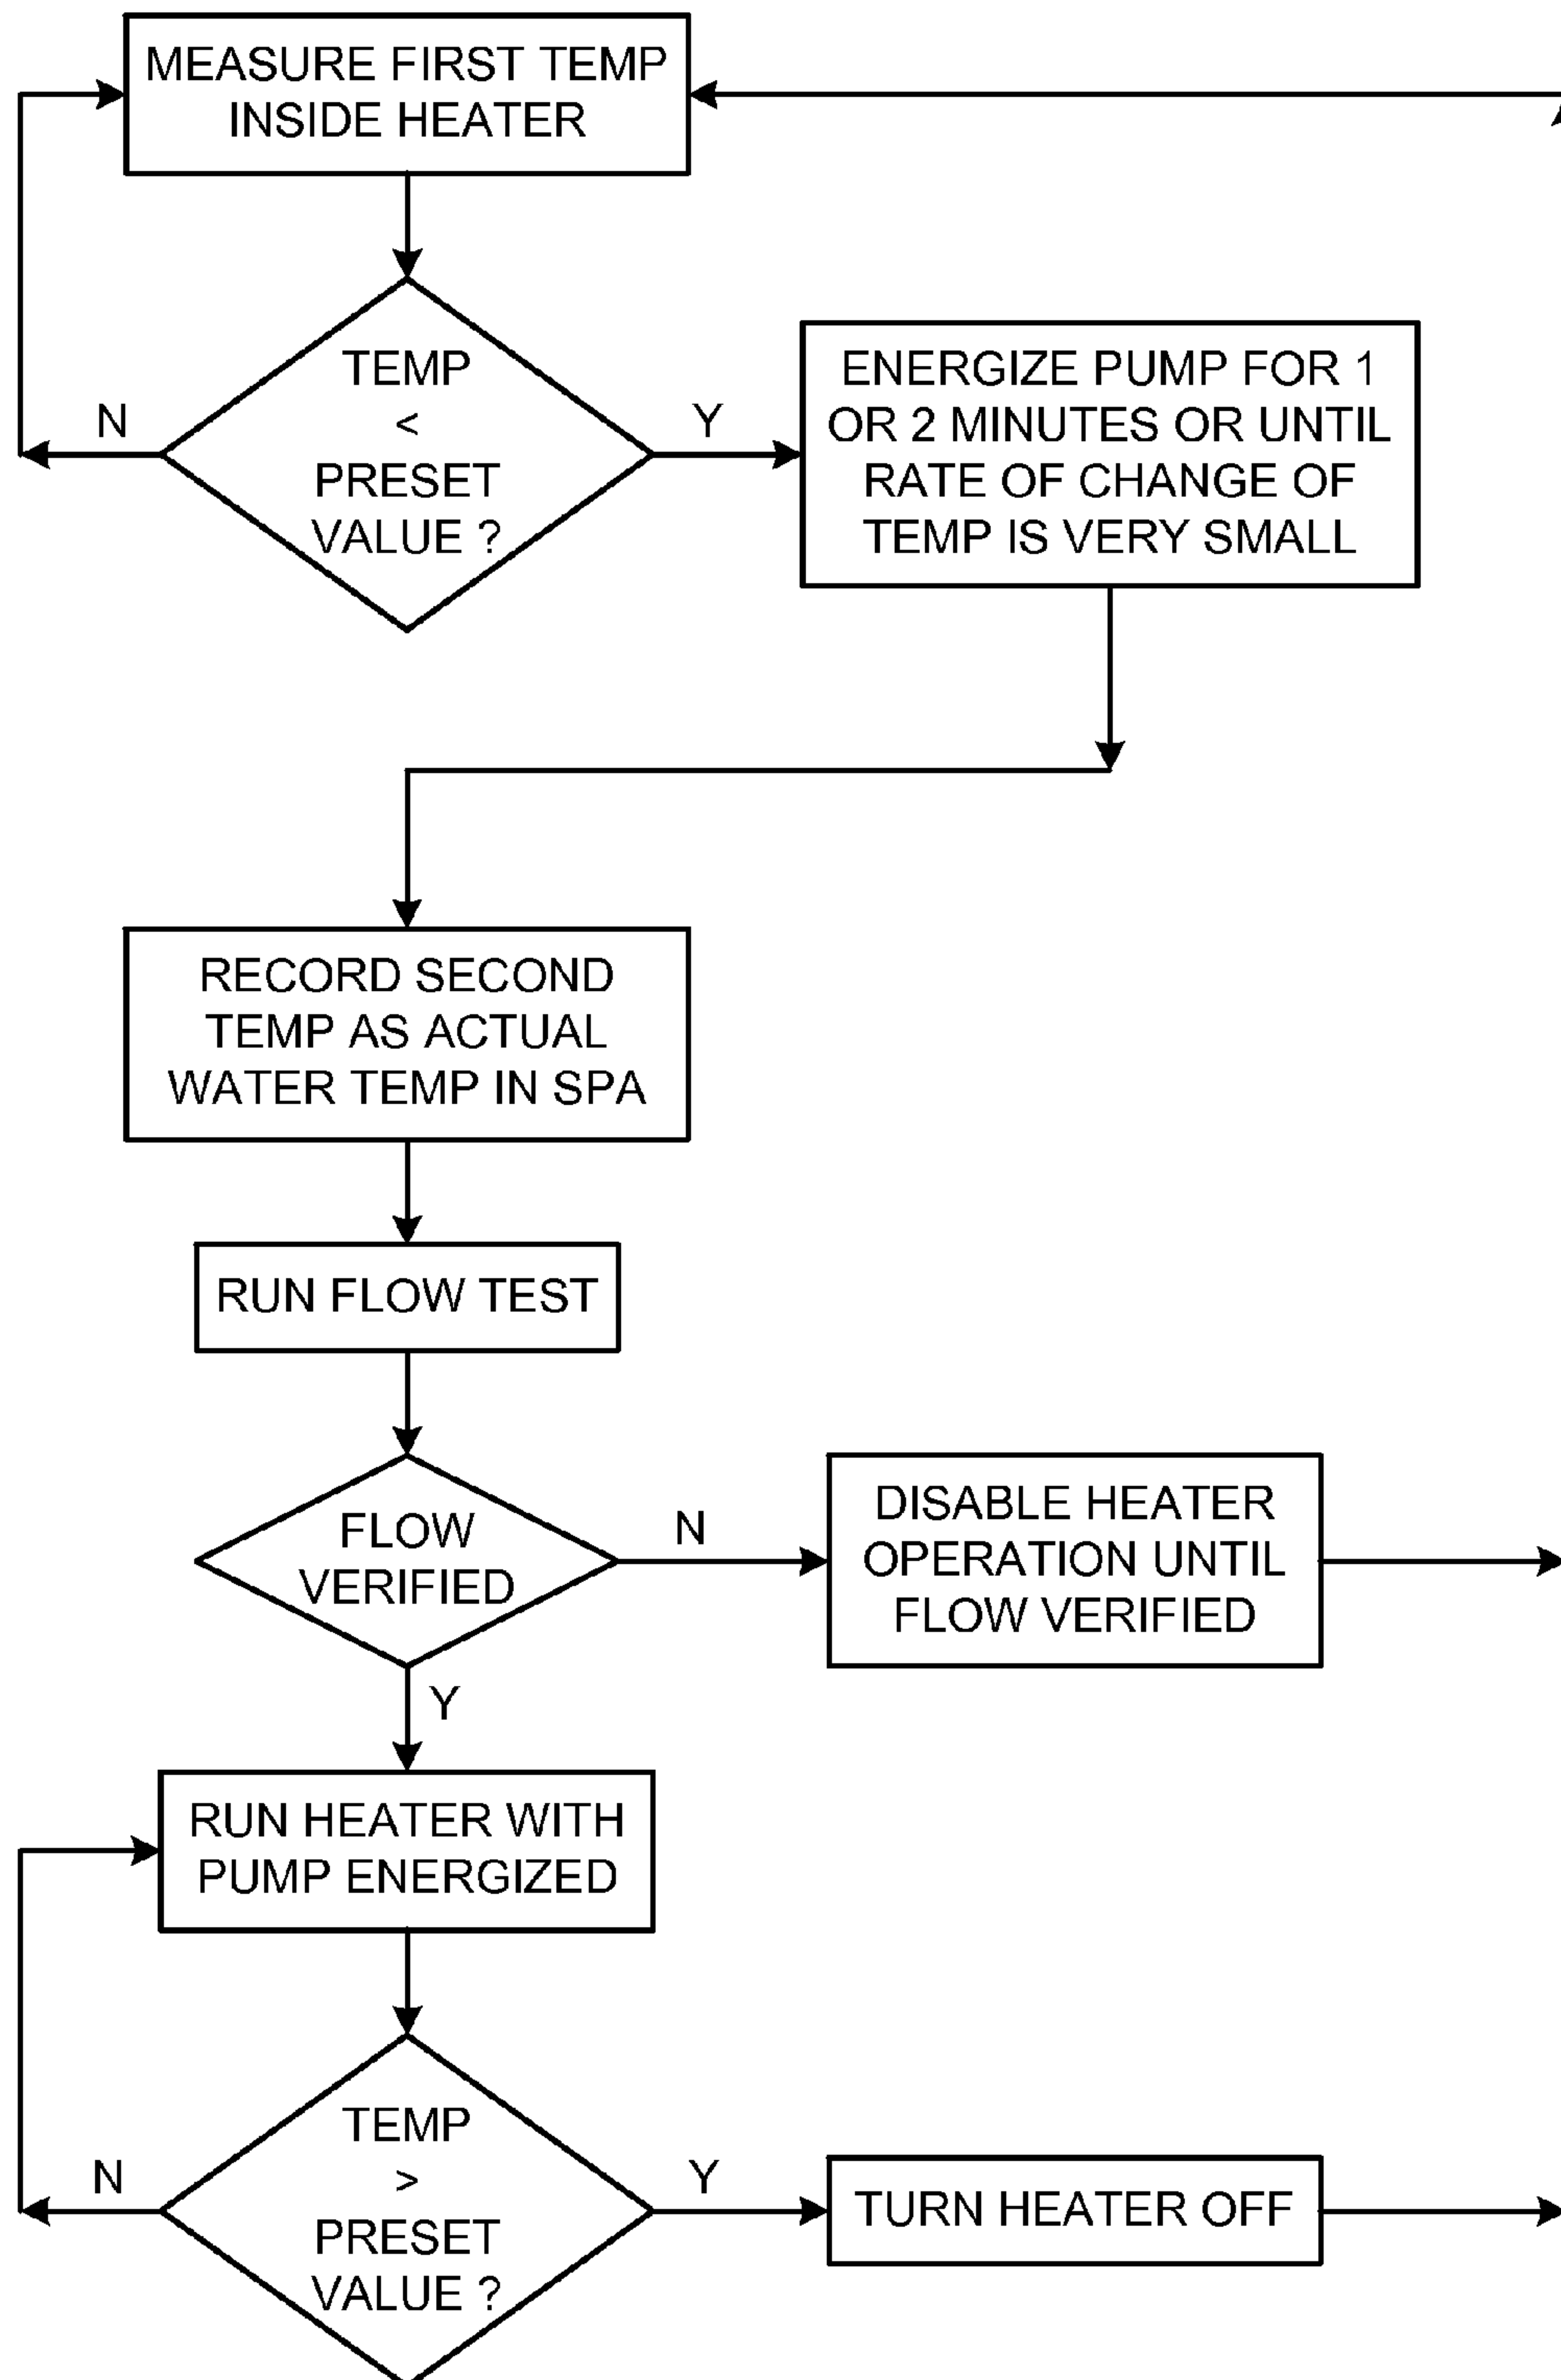 MEASURE FIRST TEMP
INSIDE HEATER
TEMP
<
PRESET
VALUE ?
N
Y
ENERGIZE PUMP FOR 1
OR 2 MINUTES OR UNTIL
RATE OF CHANGE OF
TEMP IS VERY SMALL
RECORD SECOND
TEMP AS ACTUAL
WATER TEMP IN SPA
RUN FLOW TEST
FLOW
VERIFIED
N
DISABLE HEATER
OPERATION UNTIL
FLOW VERIFIED
Y
RUN HEATER WITH
PUMP ENERGIZED
TEMP
>
PRESET
VALUE ?
N
Y
TURN HEATER OFF